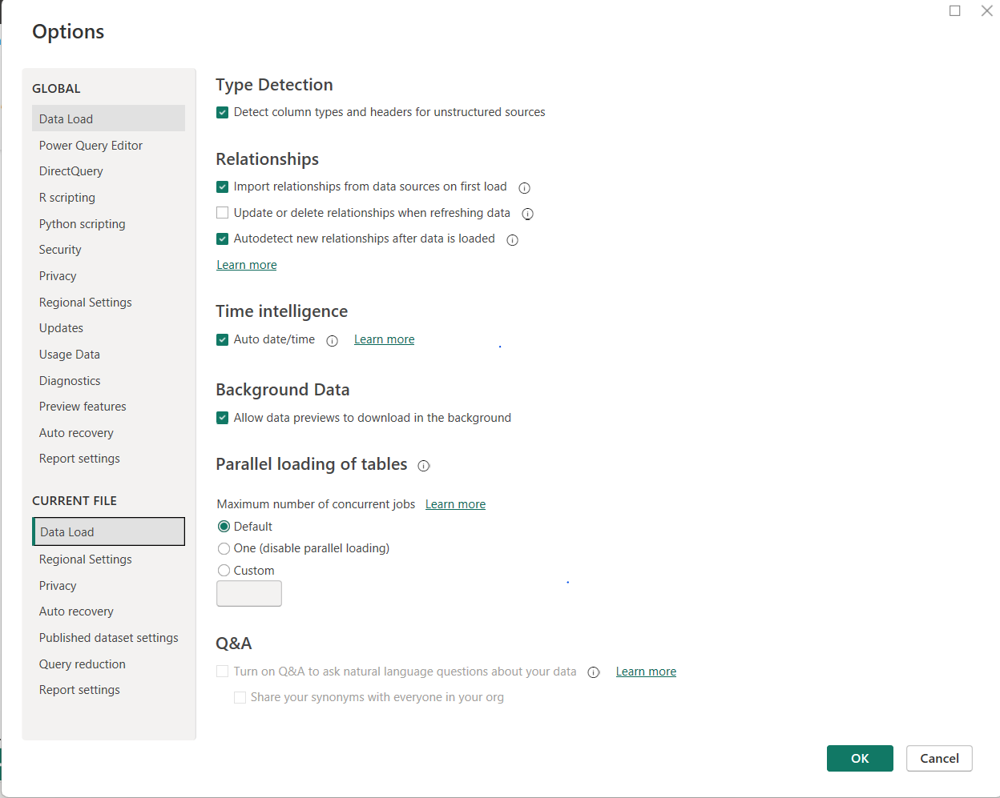 Options
GLOBAL
Data Load
Power Query Editor
DirectQuery
R scripting
Python scripting
Security
Privacy
Regional Settings
Updates
Usage Data
Diagnostics
Preview features
Auto recovery
Report settings
CURRENT FILE
Data Load
Regional Settings
Privacy
Auto recovery
Published dataset settings
Query reduction
Report settings
Type Detection
Detect column types and headers for unstructured sources
Relationships
Import relationships from data sources on first load
Update or delete relationships when refreshing data
Autodetect new relationships after data is loaded
Learn more
Time intelligence
Auto date/time Learn more
Background Data
Allow data previews to download in the background
Parallel loading of tables
Maximum number of concurrent jobs Learn more
Default
One (disable parallel loading)
Custom
Q&A
Turn on Q&A to ask natural language questions about your data Learn more
Share your synonyms with everyone in your org
OK Cancel